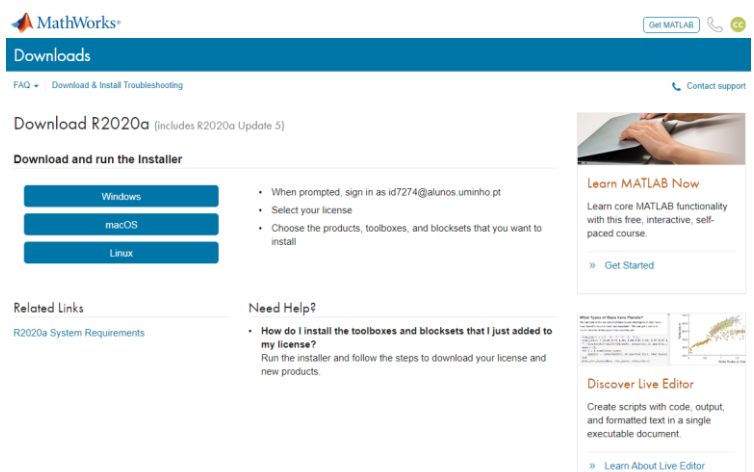 MathWorks®
Get MATLAB
CC
Downloads
FAQ
Download & Install Troubleshooting
Contact support
Download R2020a (includes R2020a Update 5)
Download and run the Installer
Windows
macOS
Linux
• When prompted, sign in as id7274@alunos.uminho.pt
• Select your license
• Choose the products, toolboxes, and blocksets that you want to
install
Related Links
R2020a System Requirements
Need Help?
• How do I install the toolboxes and blocksets that I just added to
my license?
Run the installer and follow the steps to download your license and
new products.
Learn MATLAB Now
Learn core MATLAB functionality
with this free, interactive, self-
paced course.
» Get Started
Discover Live Editor
Create scripts with code, output,
and formatted text in a single
executable document.
» Learn About Live Editor